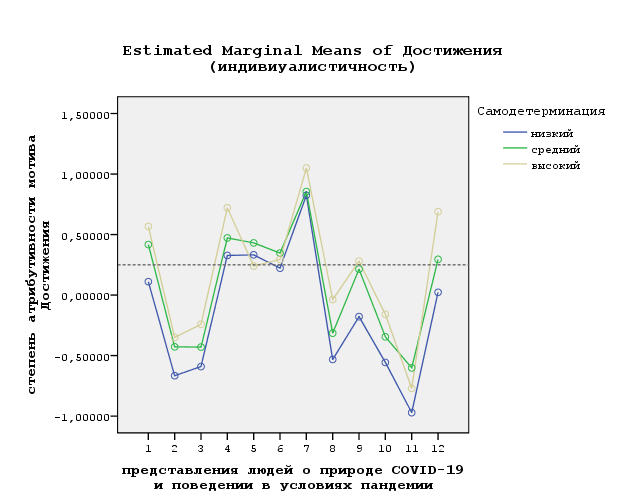 Estimated Marginal Means of Достижения
(индивиуалистичность)
Самодетерминация
низкий
средний
высокий
степень атрибутивности мотива
Достижения
1,50000
1,00000
0,50000
0,00000
-0,50000
-1,00000
1 2 3 4 5 6 7 8 9 10 11 12
представления людей о природе COVID-19
и поведении в условиях пандемии